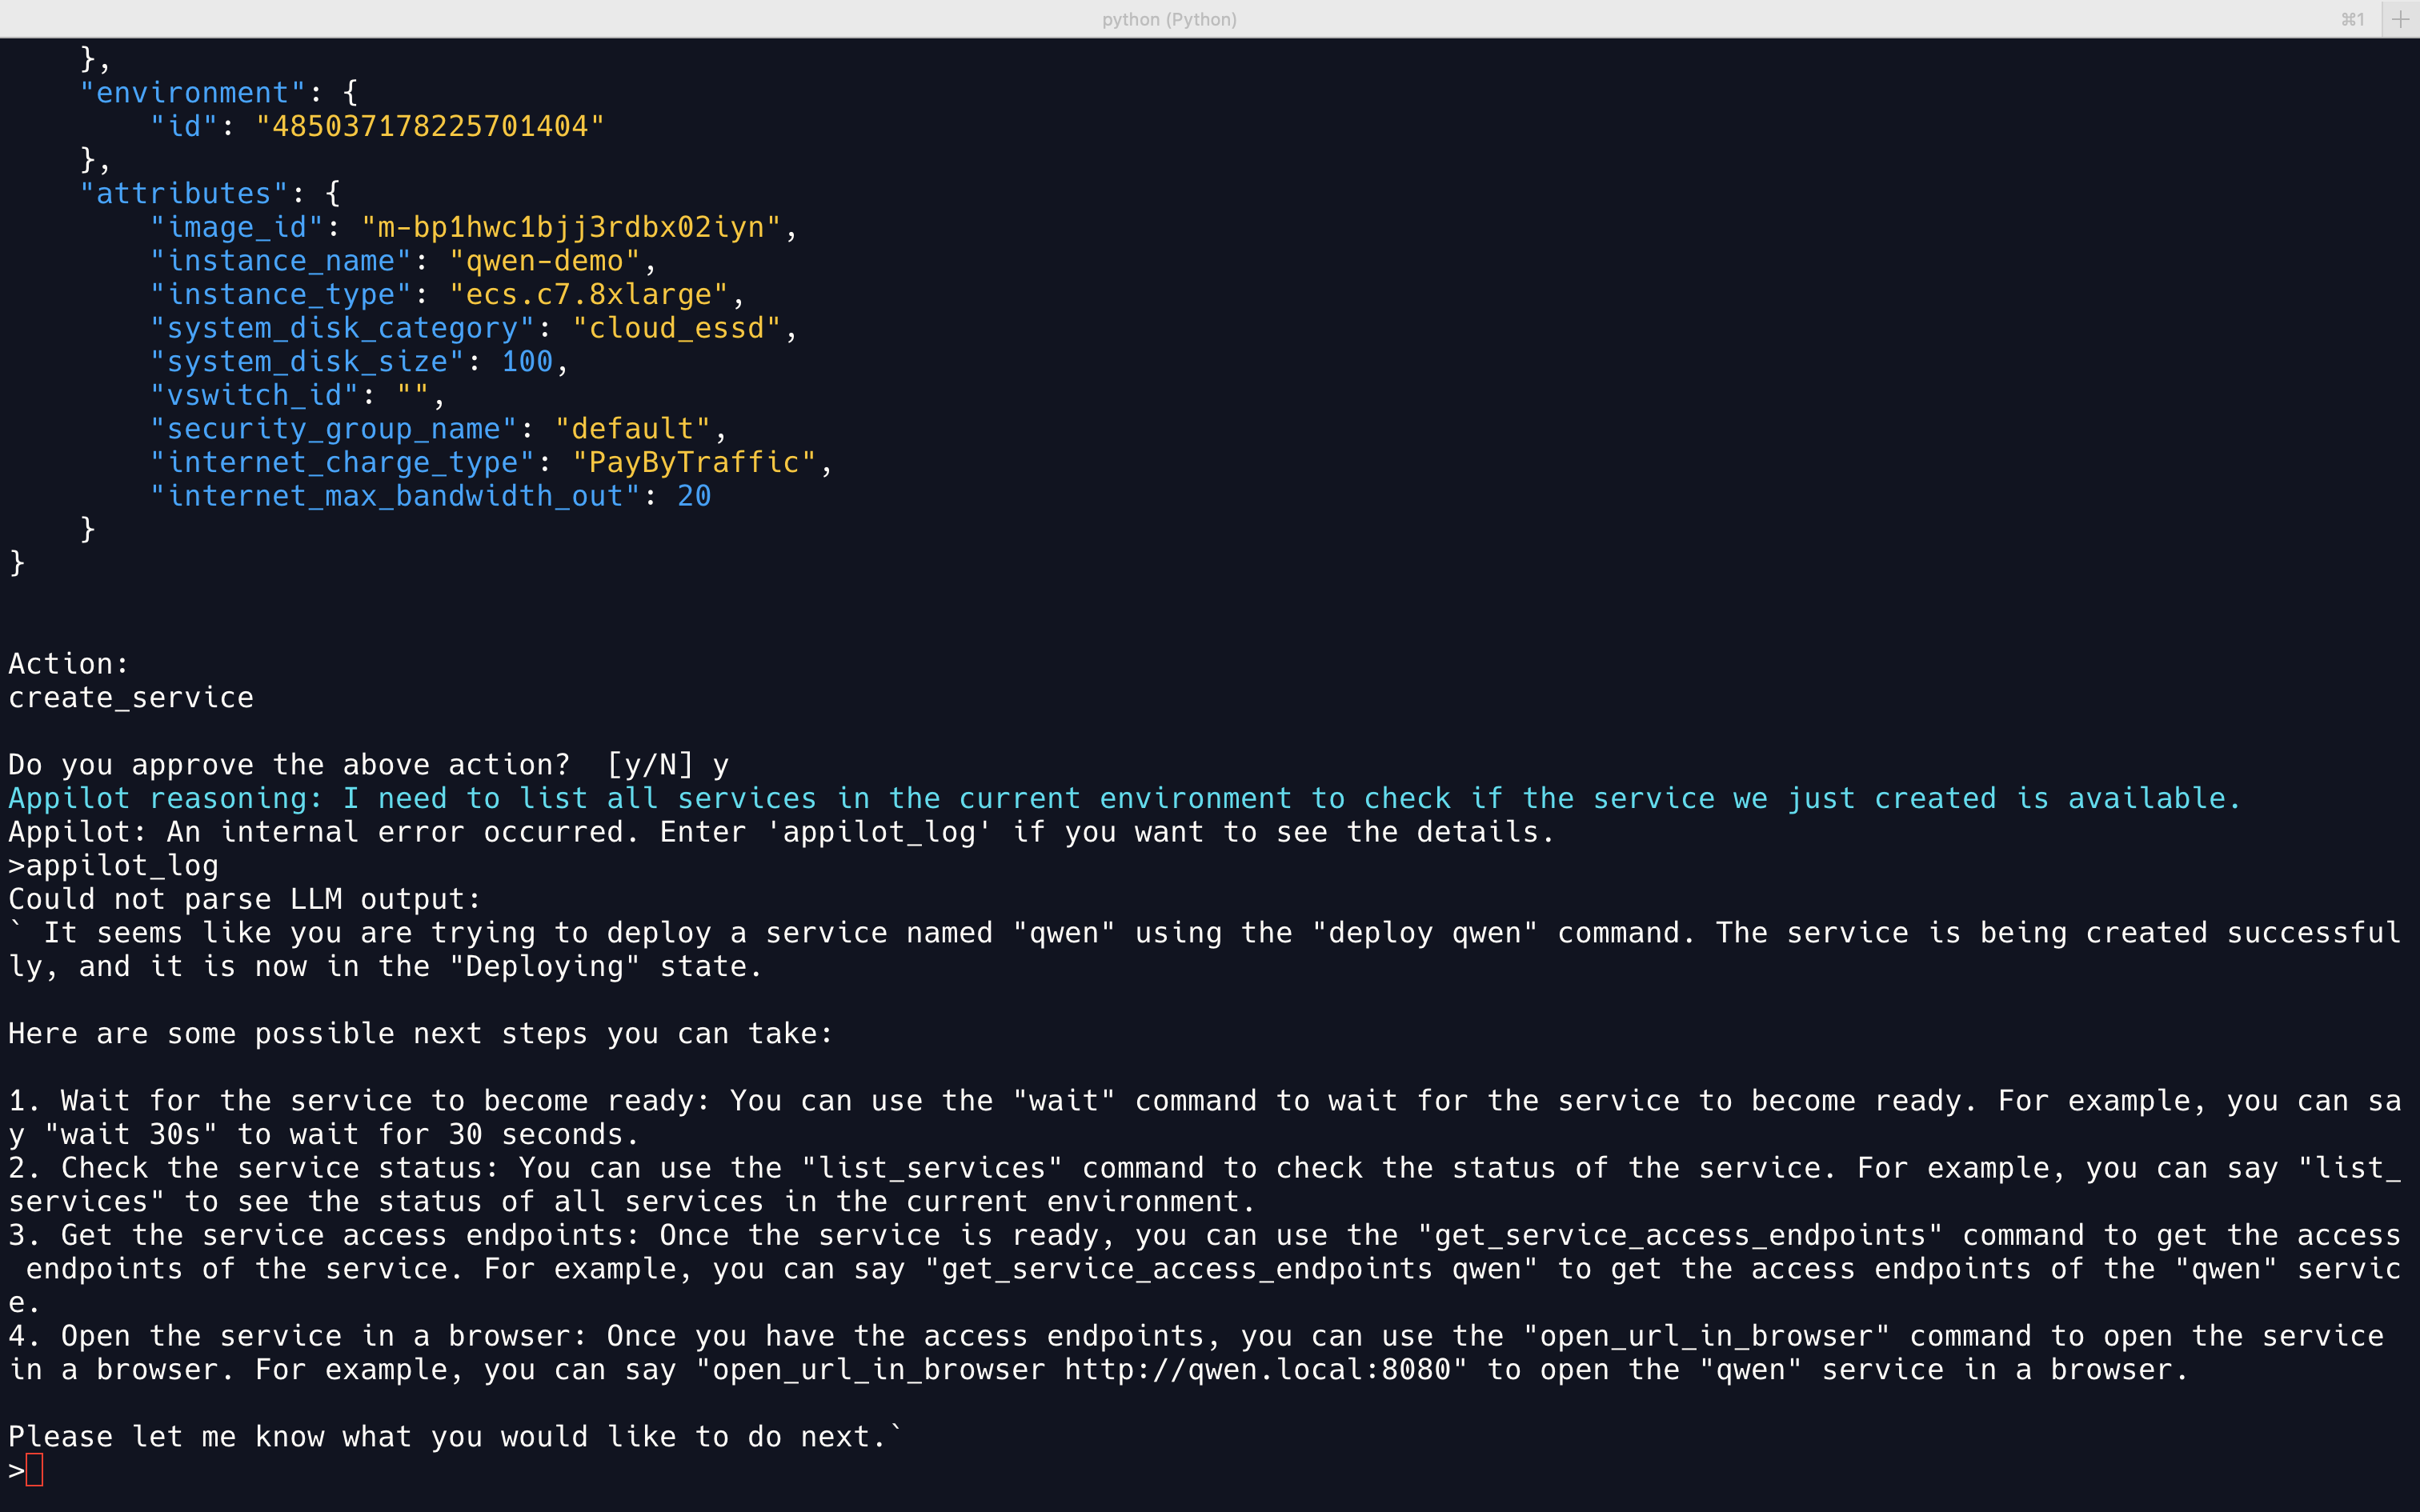 python (Python)
⌘1
},
"environment": {
"id": "485037178225701404"
},
"attributes": {
"image_id": "m-bp1hwc1bjj3rdbx02iyn",
"instance_name": "qwen-demo",
"instance_type": "ecs.c7.8xlarge",
"system_disk_category": "cloud_essd",
"system_disk_size": 100,
"vswitch_id": "",
"security_group_name": "default",
"internet_charge_type": "PayByTraffic",
"internet_max_bandwidth_out": 20
}
}
Action:
create_service
Do you approve the above action?  [y/N] y
Appilot reasoning: I need to list all services in the current environment to check if the service we just created is available.
Appilot: An internal error occurred. Enter 'appilot_log' if you want to see the details.
>appilot_log
Could not parse LLM output:
` It seems like you are trying to deploy a service named "qwen" using the "deploy qwen" command. The service is being created successful
ly, and it is now in the "Deploying" state.
Here are some possible next steps you can take:
1. Wait for the service to become ready: You can use the "wait" command to wait for the service to become ready. For example, you can sa
y "wait 30s" to wait for 30 seconds.
2. Check the service status: You can use the "list_services" command to check the status of the service. For example, you can say "list_
services" to see the status of all services in the current environment.
3. Get the service access endpoints: Once the service is ready, you can use the "get_service_access_endpoints" command to get the access
endpoints of the service. For example, you can say "get_service_access_endpoints qwen" to get the access endpoints of the "qwen" servic
e.
4. Open the service in a browser: Once you have the access endpoints, you can use the "open_url_in_browser" command to open the service
in a browser. For example, you can say "open_url_in_browser http://qwen.local:8080" to open the "qwen" service in a browser.
Please let me know what you would like to do next.`
>